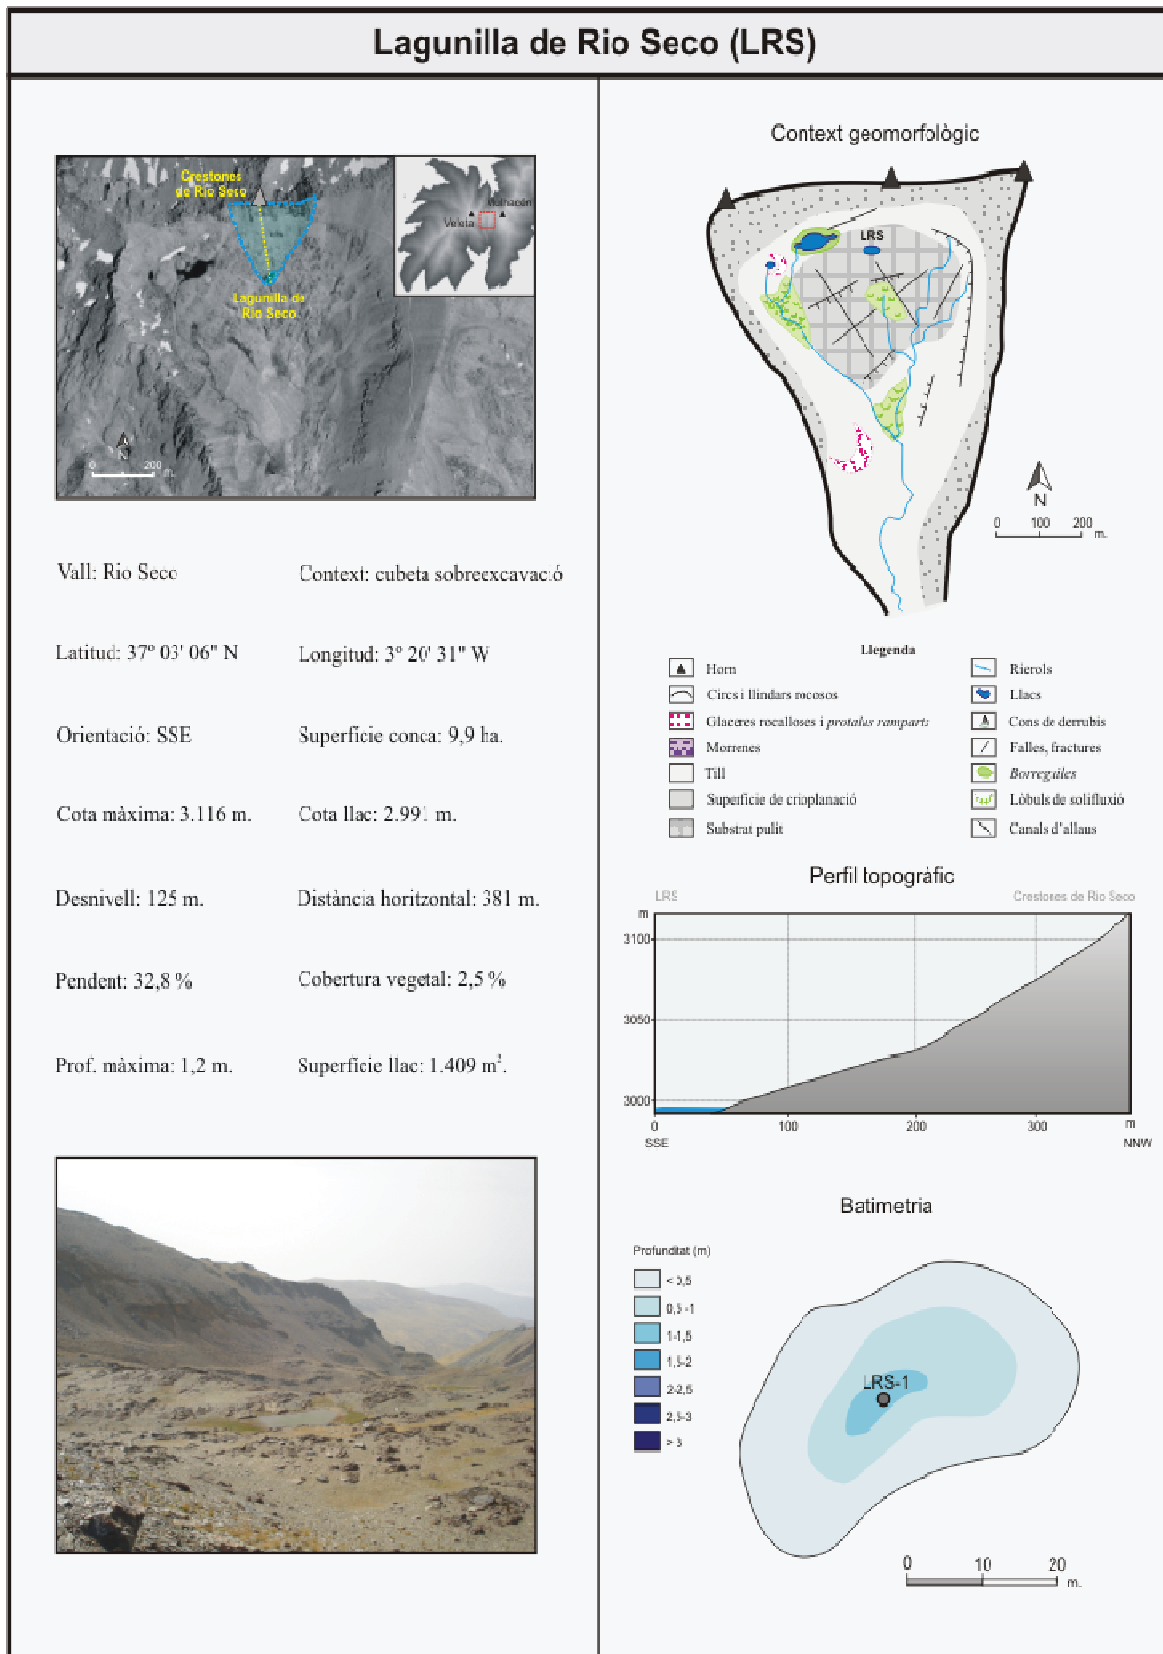 Lagunilla de Rio Seco (LRS)
Crestones
de Rio Seco
Lagunilla de
Rio Seco
Veleta
Mulhacén
N
0 200
m.
Vall: Rio Seco
Context: cubeta sobreexcavació
Latitud: 37º 03' 06" N
Longitud: 3º 20' 31" W
Orientació: SSE
Superfície conca: 9,9 ha.
Cota màxima: 3.116 m.
Cota llac: 2.991 m.
Desnivell: 125 m.
Distància horitzontal: 381 m.
Pendent: 32,8 %
Cobertura vegetal: 2,5 %
Prof. màxima: 1,2 m.
Superfície llac: 1.409 m².
Context geomorfològic
LRS
N
0 100 200
m.
Llegenda
Horn
Circs i llindars rocosos
Glaceres rocalloses i protalus ramparts
Morrenes
Till
Superfície de crioplanació
Substrat polit
Rierols
Llacs
Cons de derrubis
Falles, fractures
Borreguiles
Lòbuls de solifluxió
Canals d'allaus
Perfil topogràfic
LRS
Crestones de Rio Seco
m
3100
3050
3000
0 100 200 300 m
SSE NNW
Batimetria
Profunditat (m)
< 0,5
0,5 -1
1-1,5
1,5-2
2-2,5
2,5-3
> 3
LRS-1
0 10 20
m.